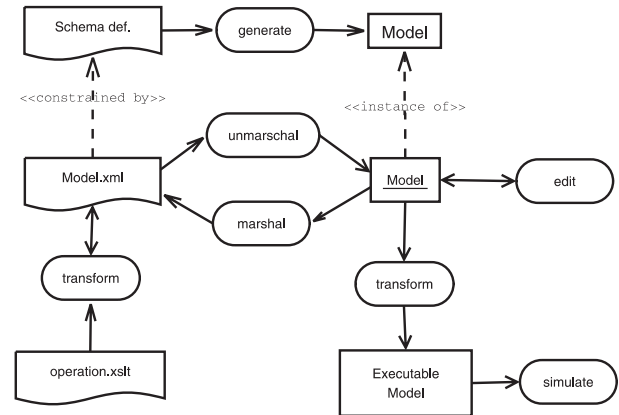 Schema def.
generate
Model
<<constrained by>>
<<instance of>>
unmarschal
Model.xml
Model
edit
marshal
transform
transform
operation.xslt
Executable
Model
simulate